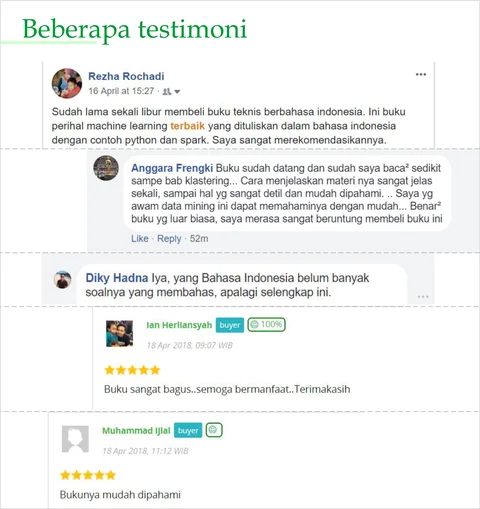 Beberapa testimoni
Rezha Rochadi
16 April at 15:27 ·
Sudah lama sekali libur membeli buku teknis berbahasa indonesia. Ini buku
perihal machine learning terbaik yang dituliskan dalam bahasa indonesia
dengan contoh python dan spark. Saya sangat merekomendasikannya.
Anggara Frengki Buku sudah datang dan sudah saya baca² sedikit
sampe bab klastering... Cara menjelaskan materi nya sangat jelas
sekali, sampai hal yg sangat detil dan mudah dipahami. .. Saya yg
awam data mining ini dapat memahaminya dengan mudah... Benar²
buku yg luar biasa, saya merasa sangat beruntung membeli buku ini
Like · Reply · 52m
Diky Hadna Iya, yang Bahasa Indonesia belum banyak
soalnya yang membahas, apalagi selengkap ini.
Ian Herliansyah buyer 100%
18 Apr 2018, 09:07 WIB
Buku sangat bagus..semoga bermanfaat..Terimakasih
Muhammad Ijlal buyer
18 Apr 2018, 11:12 WIB
Bukunya mudah dipahami